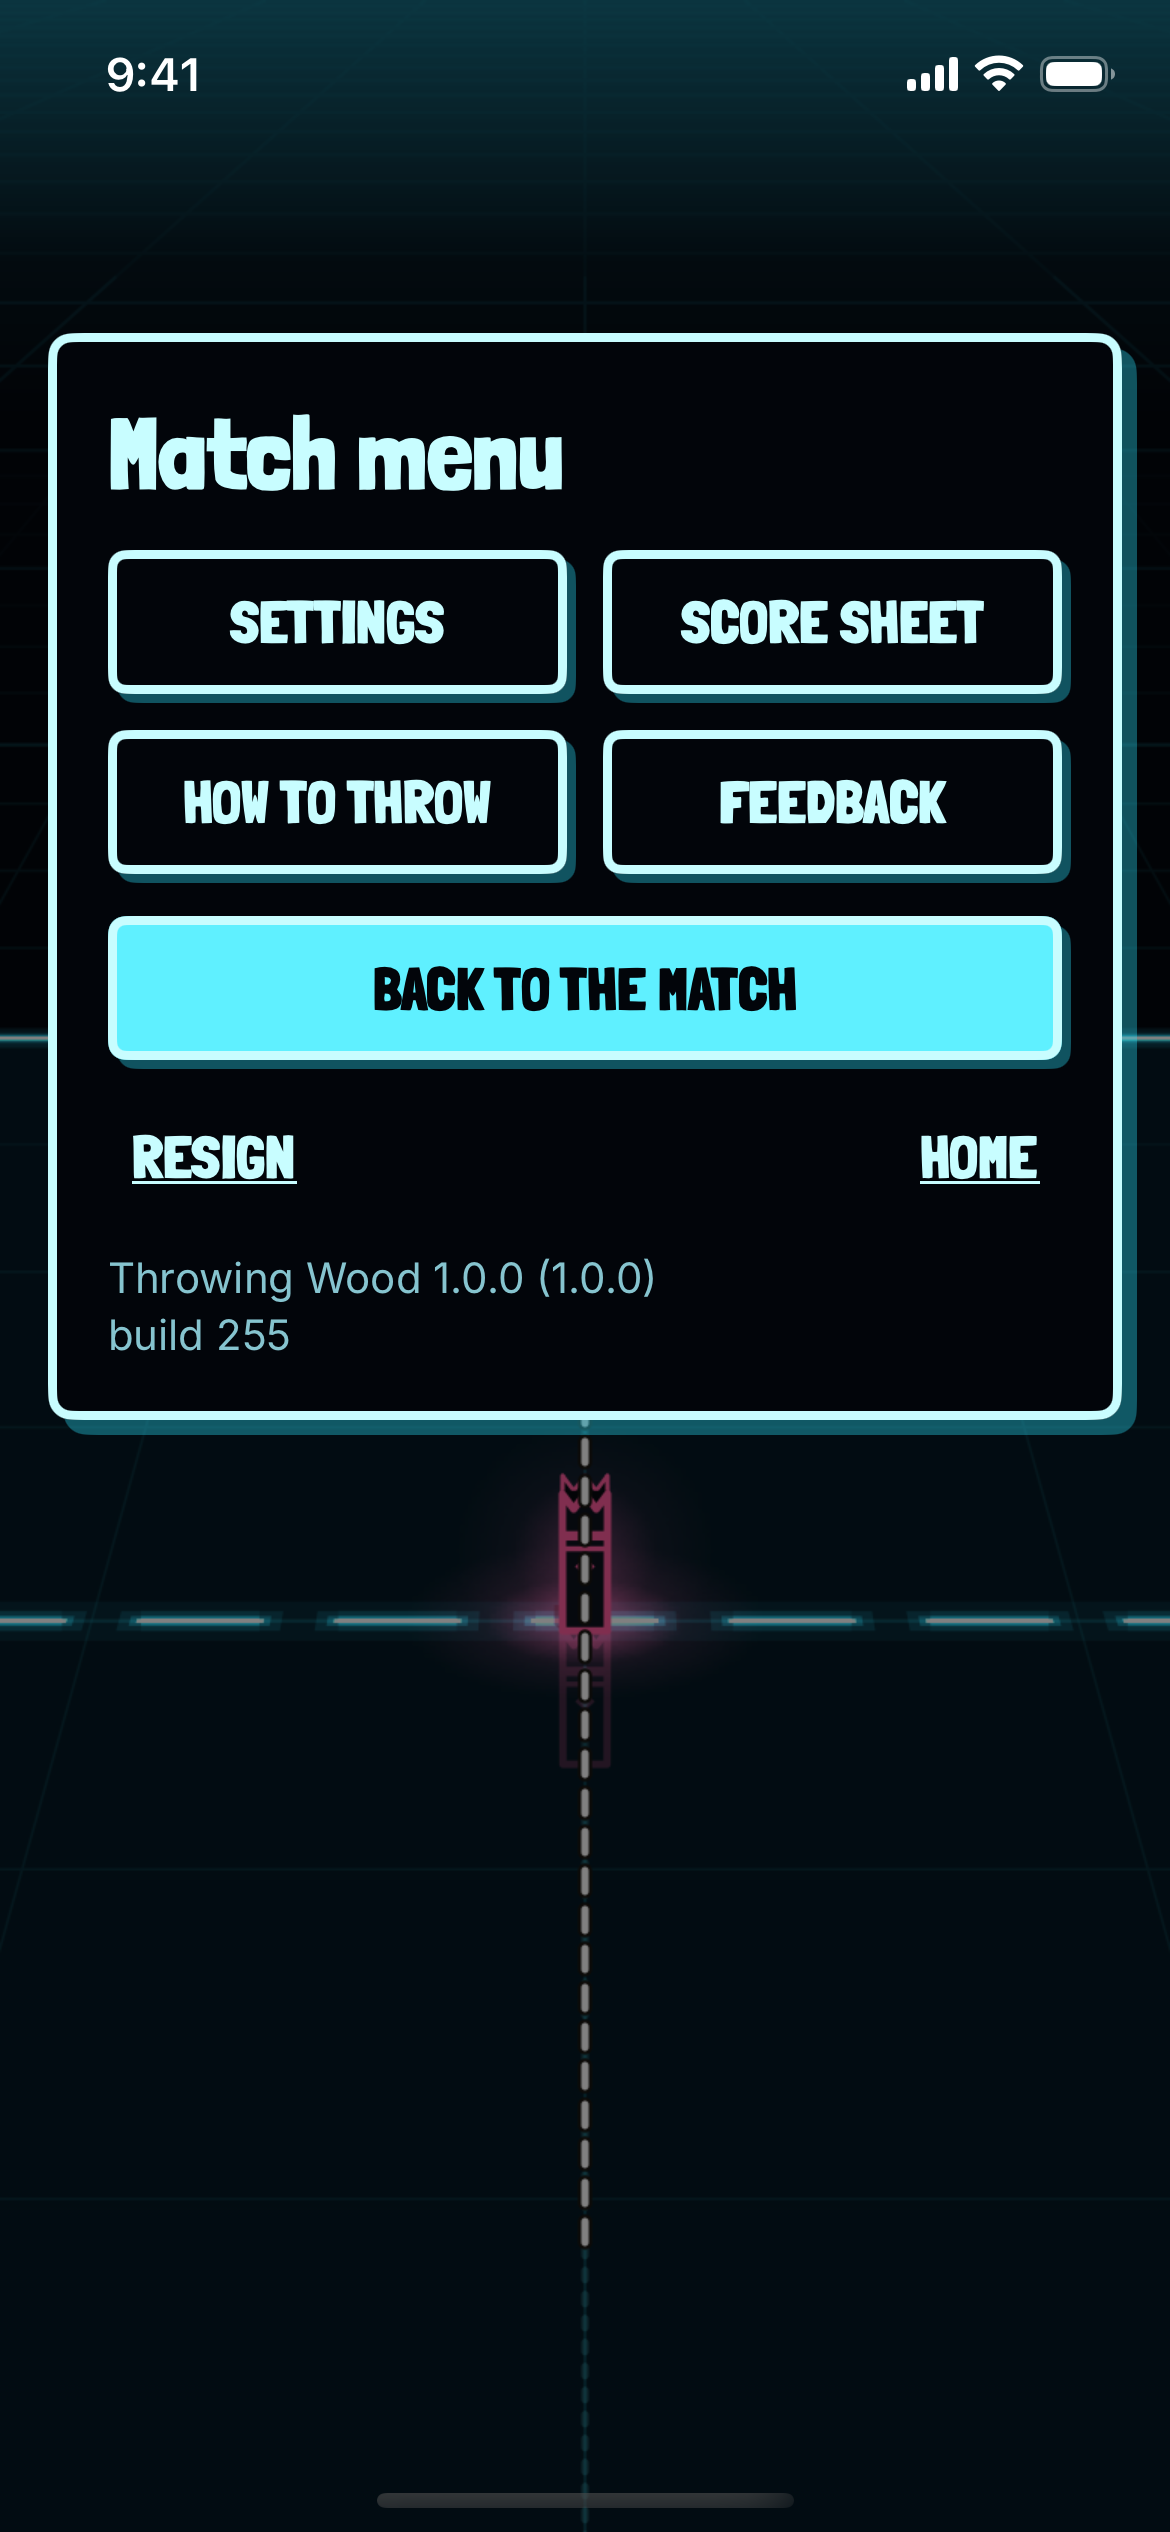 9:41
Match menu
SETTINGS
SCORE SHEET
HOW TO THROW
FEEDBACK
BACK TO THE MATCH
RESIGN
HOME
Throwing Wood 1.0.0 (1.0.0)
build 255